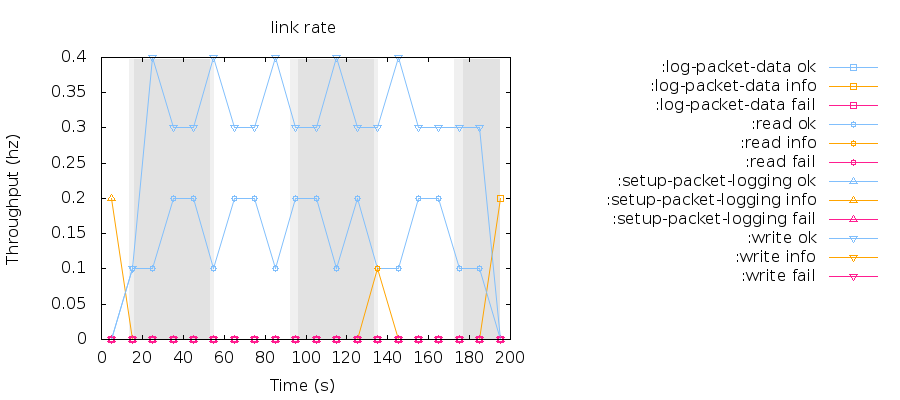 link rate
0.4
0.35
0.3
0.25
0.2
0.15
0.1
0.05
0
Throughput (hz)
0 20 40 60 80 100 120 140 160 180 200
Time (s)
:log-packet-data ok
:log-packet-data info
:log-packet-data fail
:read ok
:read info
:read fail
:setup-packet-logging ok
:setup-packet-logging info
:setup-packet-logging fail
:write ok
:write info
:write fail